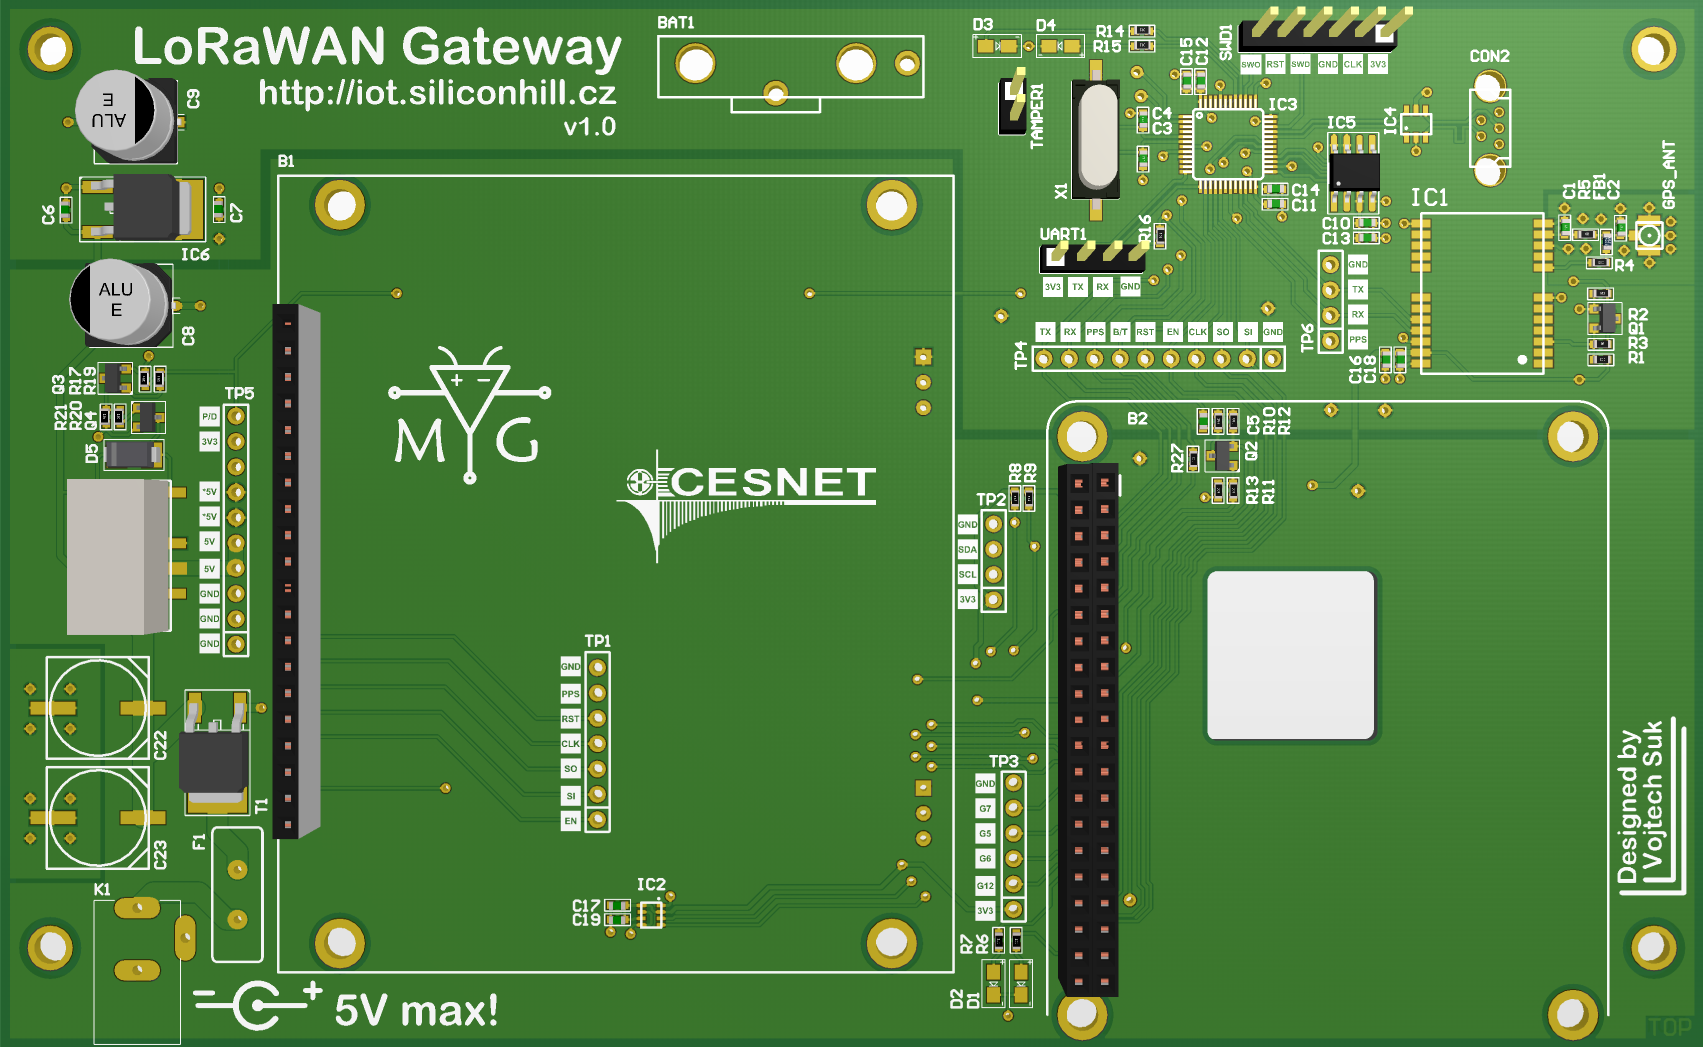 LoRaWAN Gateway
http://iot.siliconhill.cz
v1.0
BAT1
D3
D4
R14
R15
C15
C12
SWD1
SWO RST SWD GND CLK 3V3
CON2
C9
ALU
E
TAMPER1
C4
C3
IC3
IC4
IC5
X1
C14
C11
IC1
C1
R5
FB1
C2
GPS_ANT
B1
C6
C7
IC6
UART1
R16
3V3 TX RX GND
C10
C13
R4
GND
TX
RX
PPS
TP6
ALU
E
C8
TX RX PPS B/T RST EN CLK SO SI GND
TP4
C16
C18
R2
Q1
R3
R1
Q3
R17
R19
R21
R20
Q4
D5
TP5
P/D
3V3
*5V
*5V
5V
5V
GND
GND
GND
+ −
M G
CESNET
B2
C5
R10
R12
R27
Q2
R13
R11
R8
R9
TP2
GND
SDA
SCL
3V3
TP1
GND
PPS
RST
CLK
SO
SI
EN
C22
C23
T1
F1
K1
TP3
GND
G7
G5
G6
G12
3V3
IC2
C17
C19
R7
R6
D2
D1
Designed by
Vojtech Suk
− + 5V max!
TOP